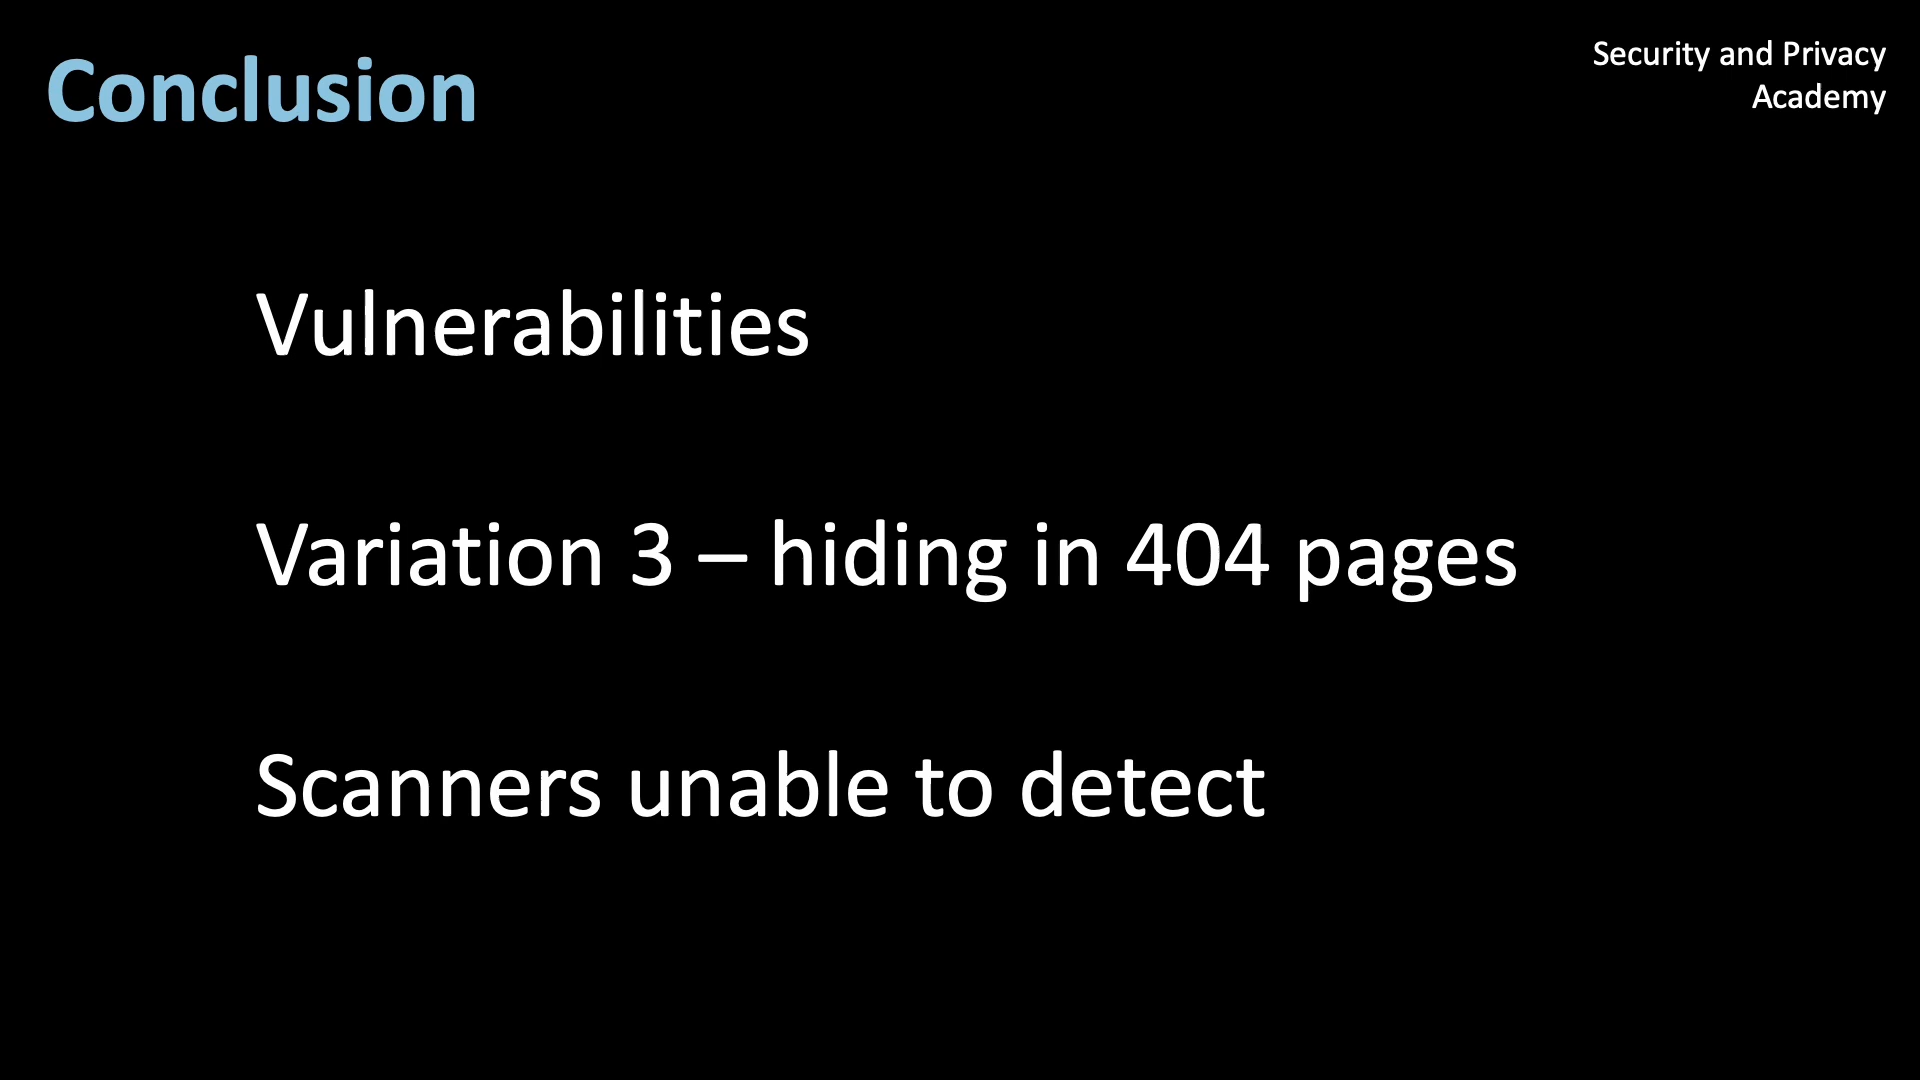 Conclusion
Security and Privacy
Academy
Vulnerabilities
Variation 3 – hiding in 404 pages
Scanners unable to detect